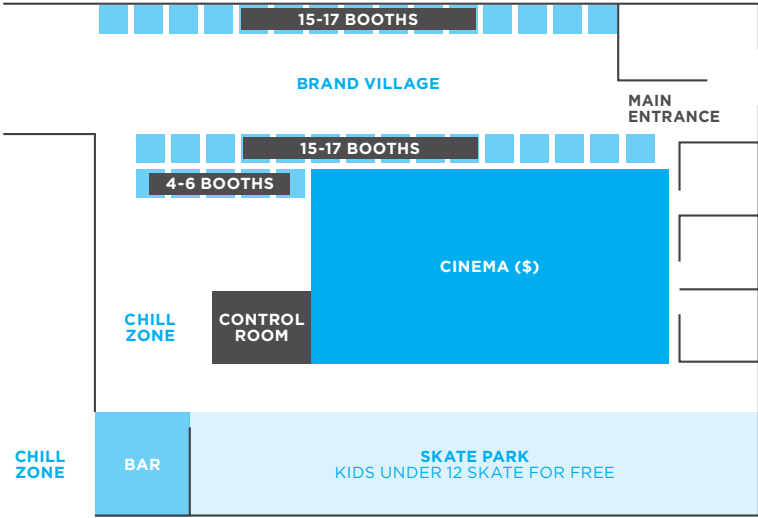 15-17 BOOTHS
BRAND VILLAGE
MAIN
ENTRANCE
15-17 BOOTHS
4-6 BOOTHS
CINEMA ($)
CHILL
ZONE
CONTROL
ROOM
CHILL
ZONE
BAR
SKATE PARK
KIDS UNDER 12 SKATE FOR FREE